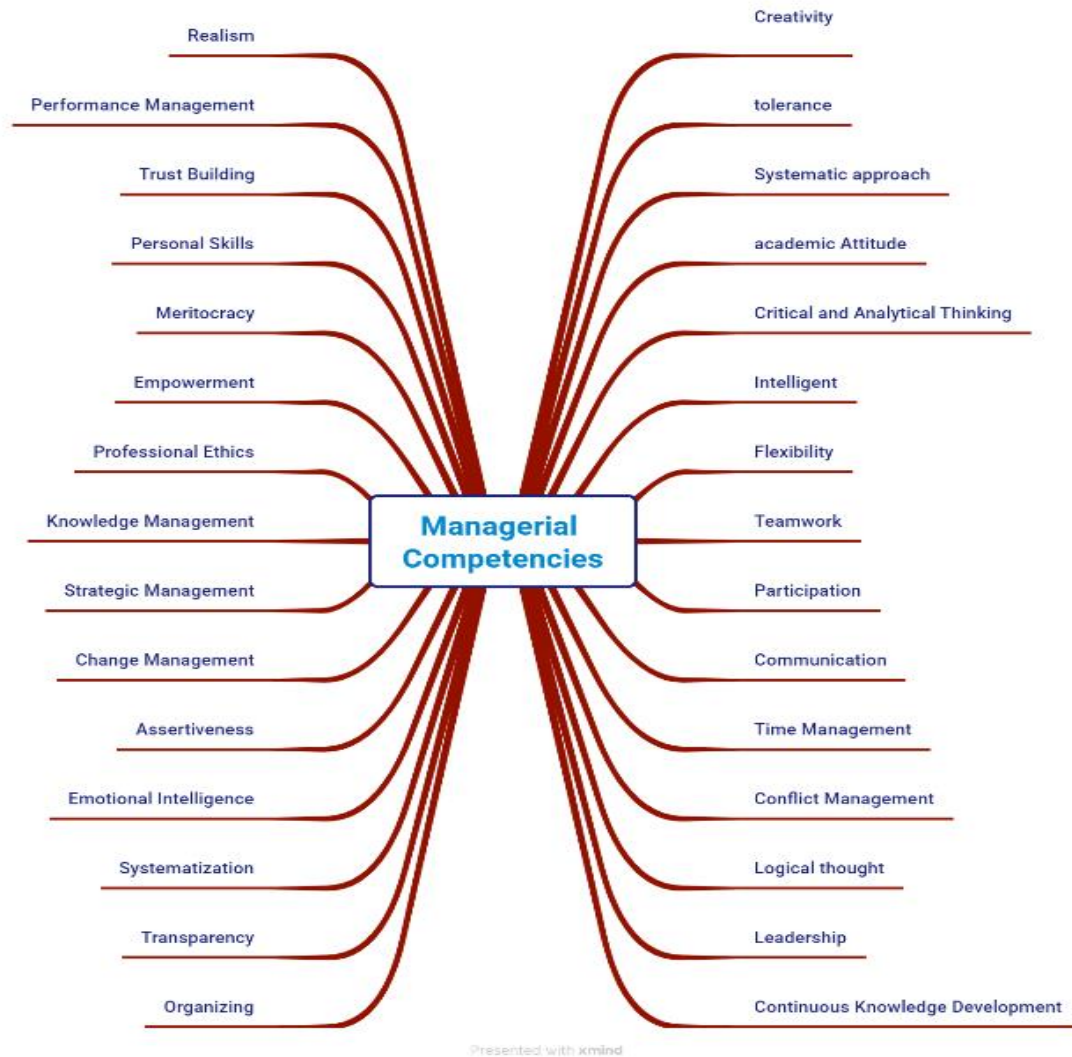 Realism
Performance Management
Trust Building
Personal Skills
Meritocracy
Empowerment
Professional Ethics
Knowledge Management
Strategic Management
Change Management
Assertiveness
Emotional Intelligence
Systematization
Transparency
Organizing
Managerial
Competencies
Creativity
tolerance
Systematic approach
academic Attitude
Critical and Analytical Thinking
Intelligent
Flexibility
Teamwork
Participation
Communication
Time Management
Conflict Management
Logical thought
Leadership
Continuous Knowledge Development
Presented with xmind